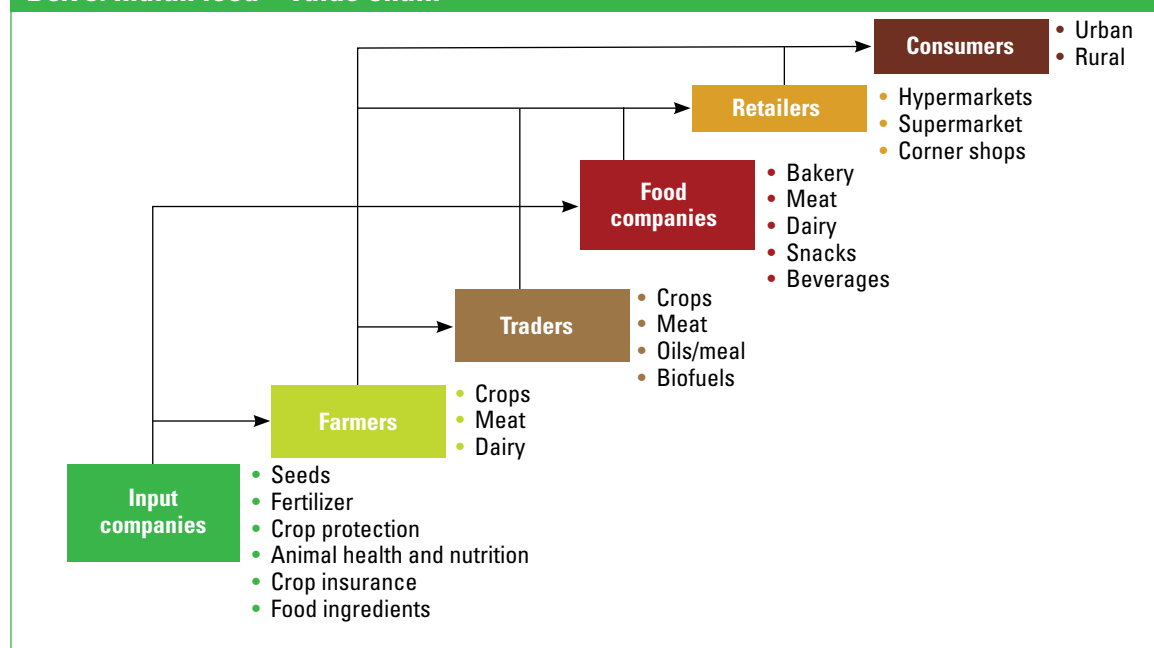 Consumers
• Urban
• Rural
Retailers
• Hypermarkets
• Supermarket
• Corner shops
Food
companies
• Bakery
• Meat
• Dairy
• Snacks
• Beverages
Traders
• Crops
• Meat
• Oils/meal
• Biofuels
Farmers
• Crops
• Meat
• Dairy
Input
companies
• Seeds
• Fertilizer
• Crop protection
• Animal health and nutrition
• Crop insurance
• Food ingredients